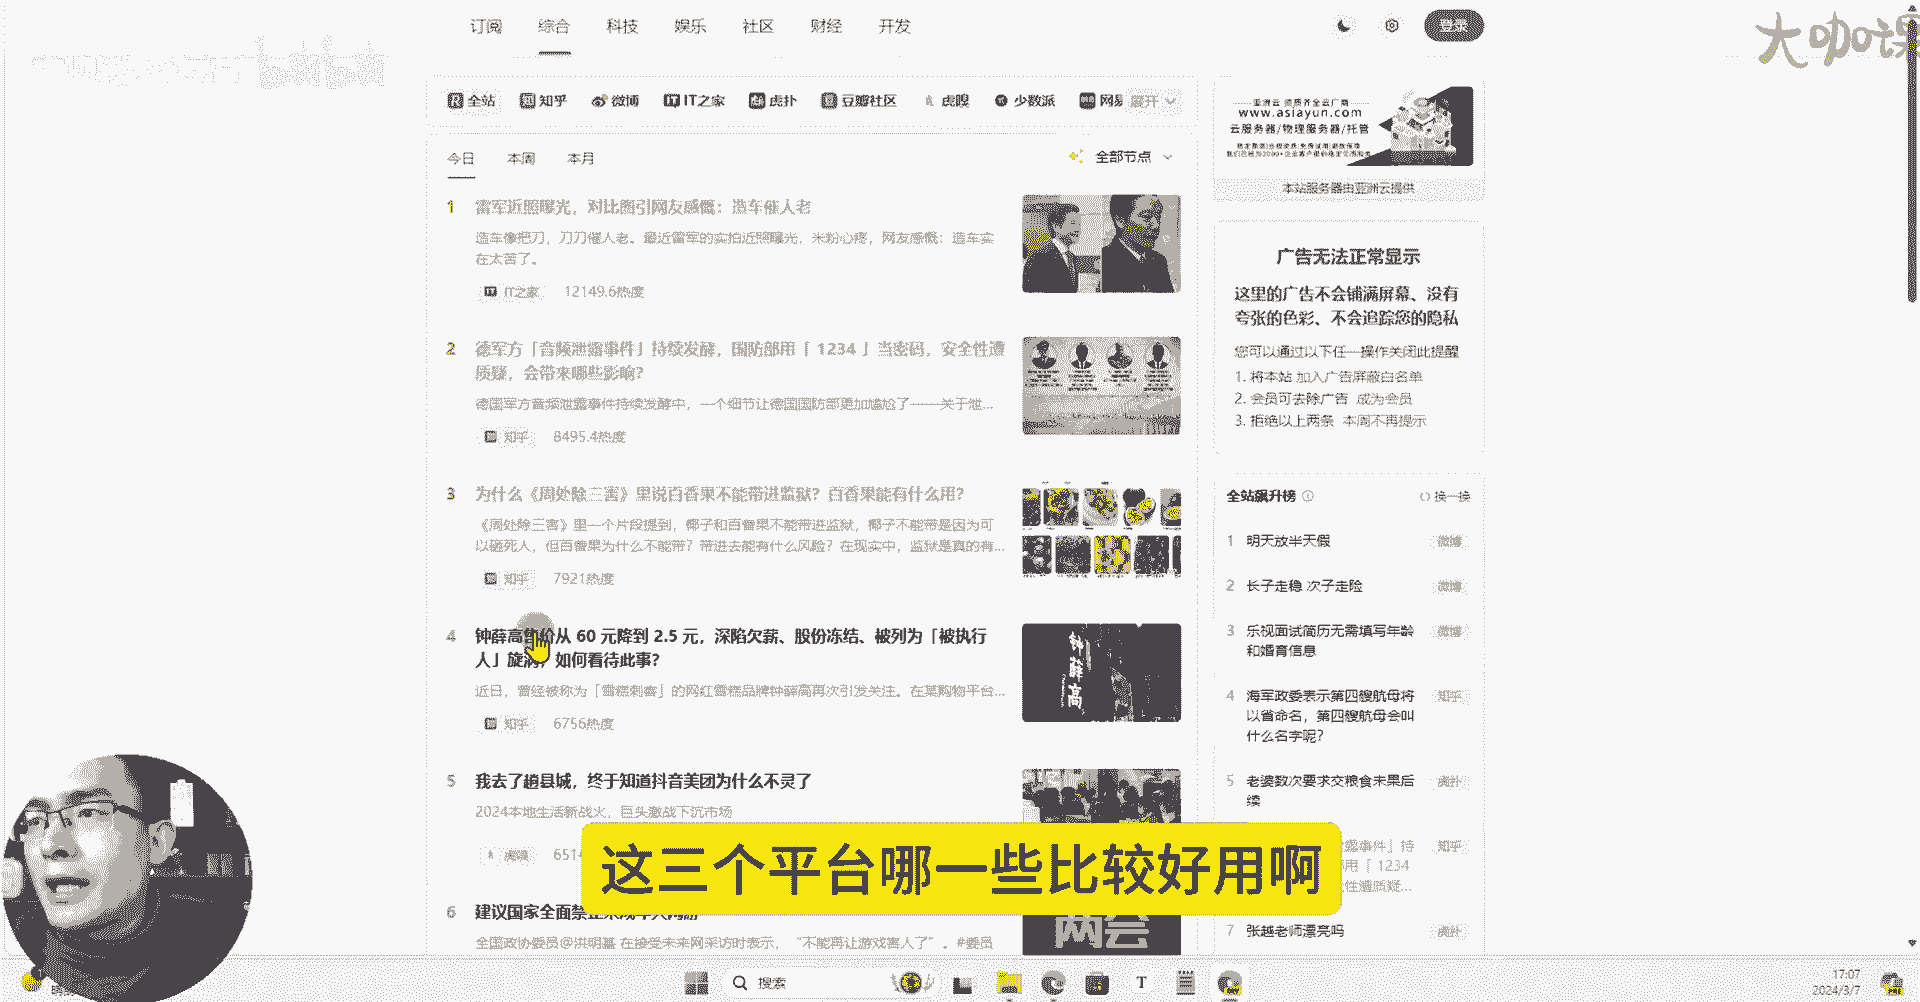 订阅 综合 科技 娱乐 社区 财经 开发
登录
大咖课
全站 知乎 微博 IT之家 虎扑 豆瓣社区 虎嗅 少数派 网易 展开
亚洲云 资质齐全云厂商
www.asiayun.com
云服务器/物理服务器/托管
本站服务器由亚洲云提供
今日 本周 本月
全部节点
1 雷军近照曝光，对比图引网友感慨：造车催人老
造车像把刀，刀刀催人老。最近雷军的实拍近照曝光，米粉心疼，网友感慨：造车实
在太苦了。
IT之家 12149.6热度
2 德军方「音频泄露事件」持续发酵，国防部用「 1234 」当密码，安全性遭
质疑，会带来哪些影响？
德国军方音频泄露事件持续发酵中，一个细节让德国国防部更加尴尬了——关于泄...
知乎 8495.4热度
3 为什么《周处除三害》里说百香果不能带进监狱？百香果能有什么用？
《周处除三害》里一个片段提到，椰子和百香果不能带进监狱，椰子不能带是因为可
以砸死人，但百香果为什么不能带？带进去能有什么风险？在现实中，监狱是真的有...
知乎 7921热度
4 钟薛高售价从 60 元降到 2.5 元，深陷欠薪、股份冻结、被列为「被执行
人」旋涡，如何看待此事？
近日，曾经被称为「雪糕刺客」的网红雪糕品牌钟薛高再次引发关注。在某购物平台...
知乎 6756热度
钟薛高
5 我去了趟县城，终于知道抖音美团为什么不灵了
2024本地生活新战火，巨头激战下沉市场
虎嗅 651
6 建议国家全面禁止未成年人网游
全国政协委员@洪明基 在接受未来网采访时表示，“不能再让游戏害人了”。#委员
两会
广告无法正常显示
这里的广告不会铺满屏幕、没有
夸张的色彩、不会追踪您的隐私
您可以通过以下任一操作关闭此提醒
1. 将本站 加入广告屏蔽白名单
2. 会员可去除广告 成为会员
3. 拒绝以上两条 本周不再提示
全站飙升榜 换一换
1 明天放半天假 微博
2 长子走稳 次子走险 微博
3 乐视面试简历无需填写年龄 微博
和婚育信息
4 海军政委表示第四艘航母将 知乎
以省命名，第四艘航母会叫
什么名字呢？
5 老婆数次要求交粮食未果后 虎扑
续
露事件」持 知乎
用「 1234
性遭质疑...
7 张越老师漂亮吗 虎扑
这三个平台哪一些比较好用啊
搜索
17:07
2024/3/7